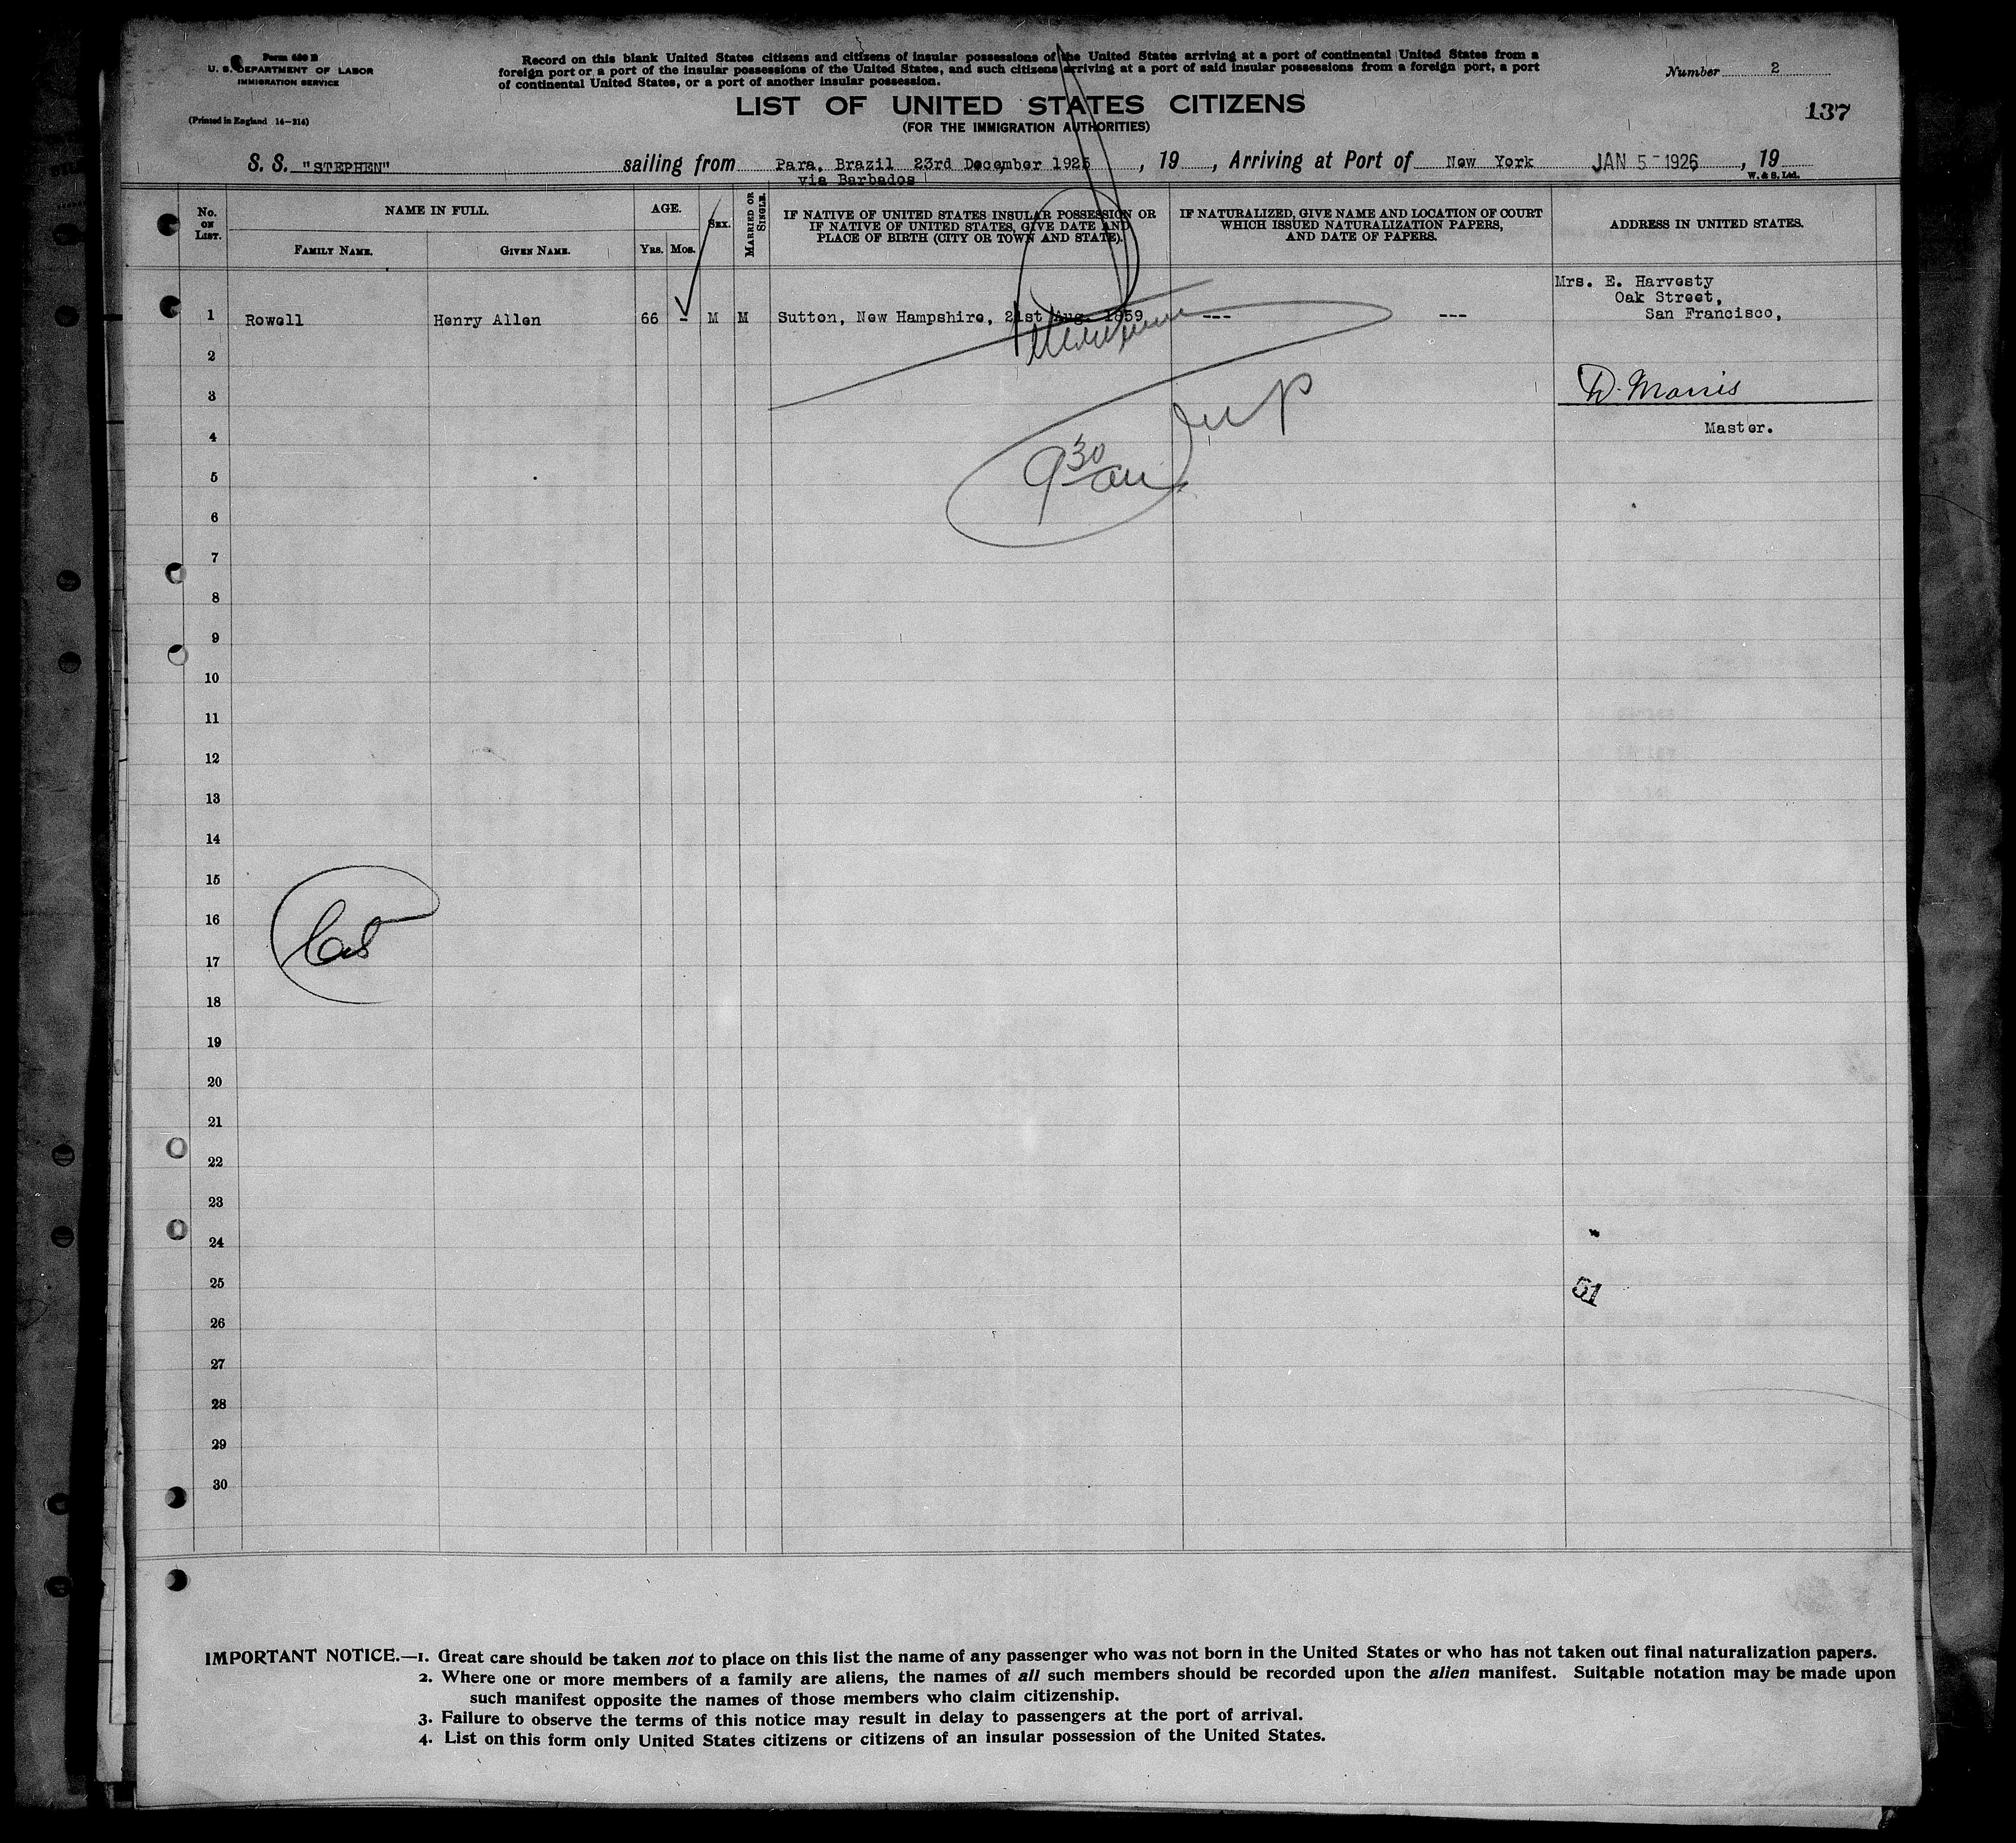 Form 630 B
U. S. DEPARTMENT OF LABOR
IMMIGRATION SERVICE
(Printed in England 14—214)
Record on this blank United States citizens and citizens of insular possessions of the United States arriving at a port of continental United States from a
foreign port or a port of the insular possessions of the United States, and such citizens arriving at a port of said insular possessions from a foreign port, a port
of continental United States, or a port of another insular possession.
Number 2
137
LIST OF UNITED STATES CITIZENS
(FOR THE IMMIGRATION AUTHORITIES)
S. S. "STEPHEN" sailing from Para, Brazil 23rd December 1925, 19 , Arriving at Port of New York JAN 5- 1926, 19
via Barbados
W. & S. Ltd.
No. ON LIST.
NAME IN FULL.
FAMILY NAME.
GIVEN NAME.
AGE.
YRS.
MOS.
SEX.
MARRIED OR SINGLE.
IF NATIVE OF UNITED STATES INSULAR POSSESSION OR
IF NATIVE OF UNITED STATES, GIVE DATE AND
PLACE OF BIRTH (CITY OR TOWN AND STATE).
IF NATURALIZED, GIVE NAME AND LOCATION OF COURT
WHICH ISSUED NATURALIZATION PAPERS,
AND DATE OF PAPERS.
ADDRESS IN UNITED STATES.
Mrs. E. Harvesty
Oak Street,
1 Rowell Henry Allen 66 - M M Sutton, New Hampshire, 21st Aug. 1859 --- --- San Francisco,
2
3 D. Morris
4 Master.
9 30 am
5
6
7
8
9
10
11
12
13
14
15
16
17
18
19
20
21
22
23
24
25
51
26
27
28
29
30
IMPORTANT NOTICE.—1. Great care should be taken not to place on this list the name of any passenger who was not born in the United States or who has not taken out final naturalization papers.
2. Where one or more members of a family are aliens, the names of all such members should be recorded upon the alien manifest. Suitable notation may be made upon
such manifest opposite the names of those members who claim citizenship.
3. Failure to observe the terms of this notice may result in delay to passengers at the port of arrival.
4. List on this form only United States citizens or citizens of an insular possession of the United States.